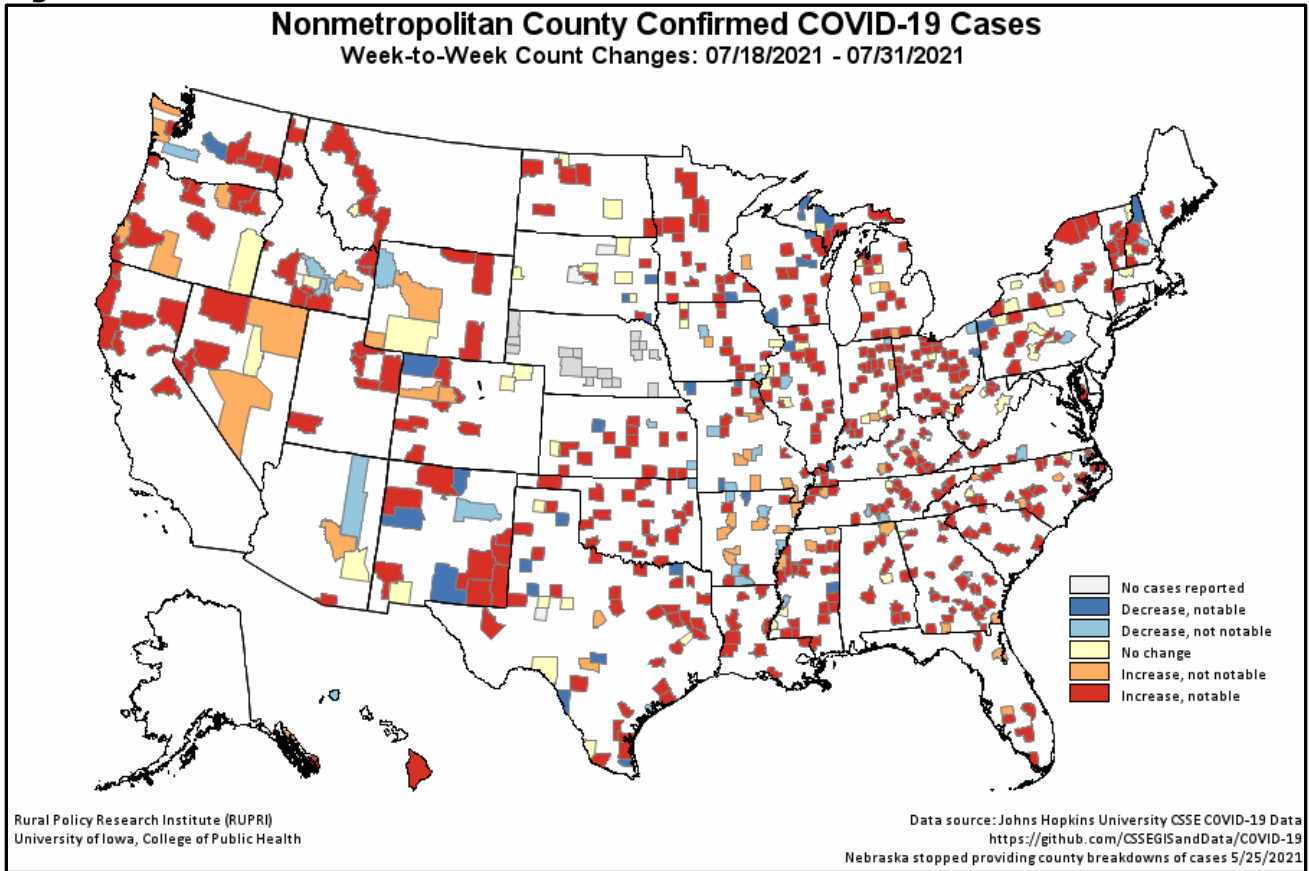 Nonmetropolitan County Confirmed COVID-19 Cases
Week-to-Week Count Changes: 07/18/2021 - 07/31/2021
No cases reported
Decrease, notable
Decrease, not notable
No change
Increase, not notable
Increase, notable
Rural Policy Research Institute (RUPRI)
University of Iowa, College of Public Health
Data source: Johns Hopkins University CSSE COVID-19 Data
https://github.com/CSSEGISandData/COVID-19
Nebraska stopped providing county breakdowns of cases 5/25/2021